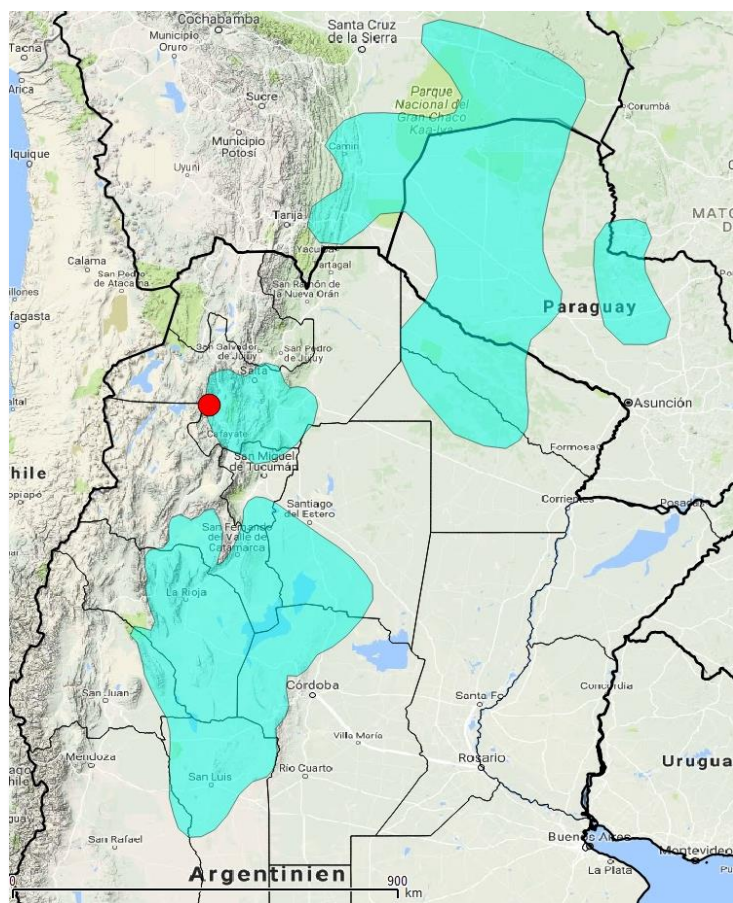 Cochabamba
Santa Cruz
de la Sierra
Tacna
Municipio
Oruro
Arica
Parque
Nacional del
Gran Chaco
Kaa-Iya
Corumbá
Sucre
Municipio
Potosí
Camiri
Iquique
Uyuni
Tarija
MATO
Yacuiba
Tartagal
Calama
San Pedro
de Atacama
San Ramón de
la Nueva Orán
Paraguay
San Salvador
de Jujuy
San Pedro
de Jujuy
Salta
Asunción
Cafayate
San Miguel
de Tucumán
Formosa
hile
Corrientes
Posadas
Santiago
del Estero
San Fernando
del Valle de
Catamarca
La Rioja
San Juan
Córdoba
Santa Fe
Concordia
Villa María
Mendoza
Río Cuarto
Rosario
San Luis
Urugua
San Rafael
Buenos Aires
Montevideo
La Plata
Argentinien
0
900
km